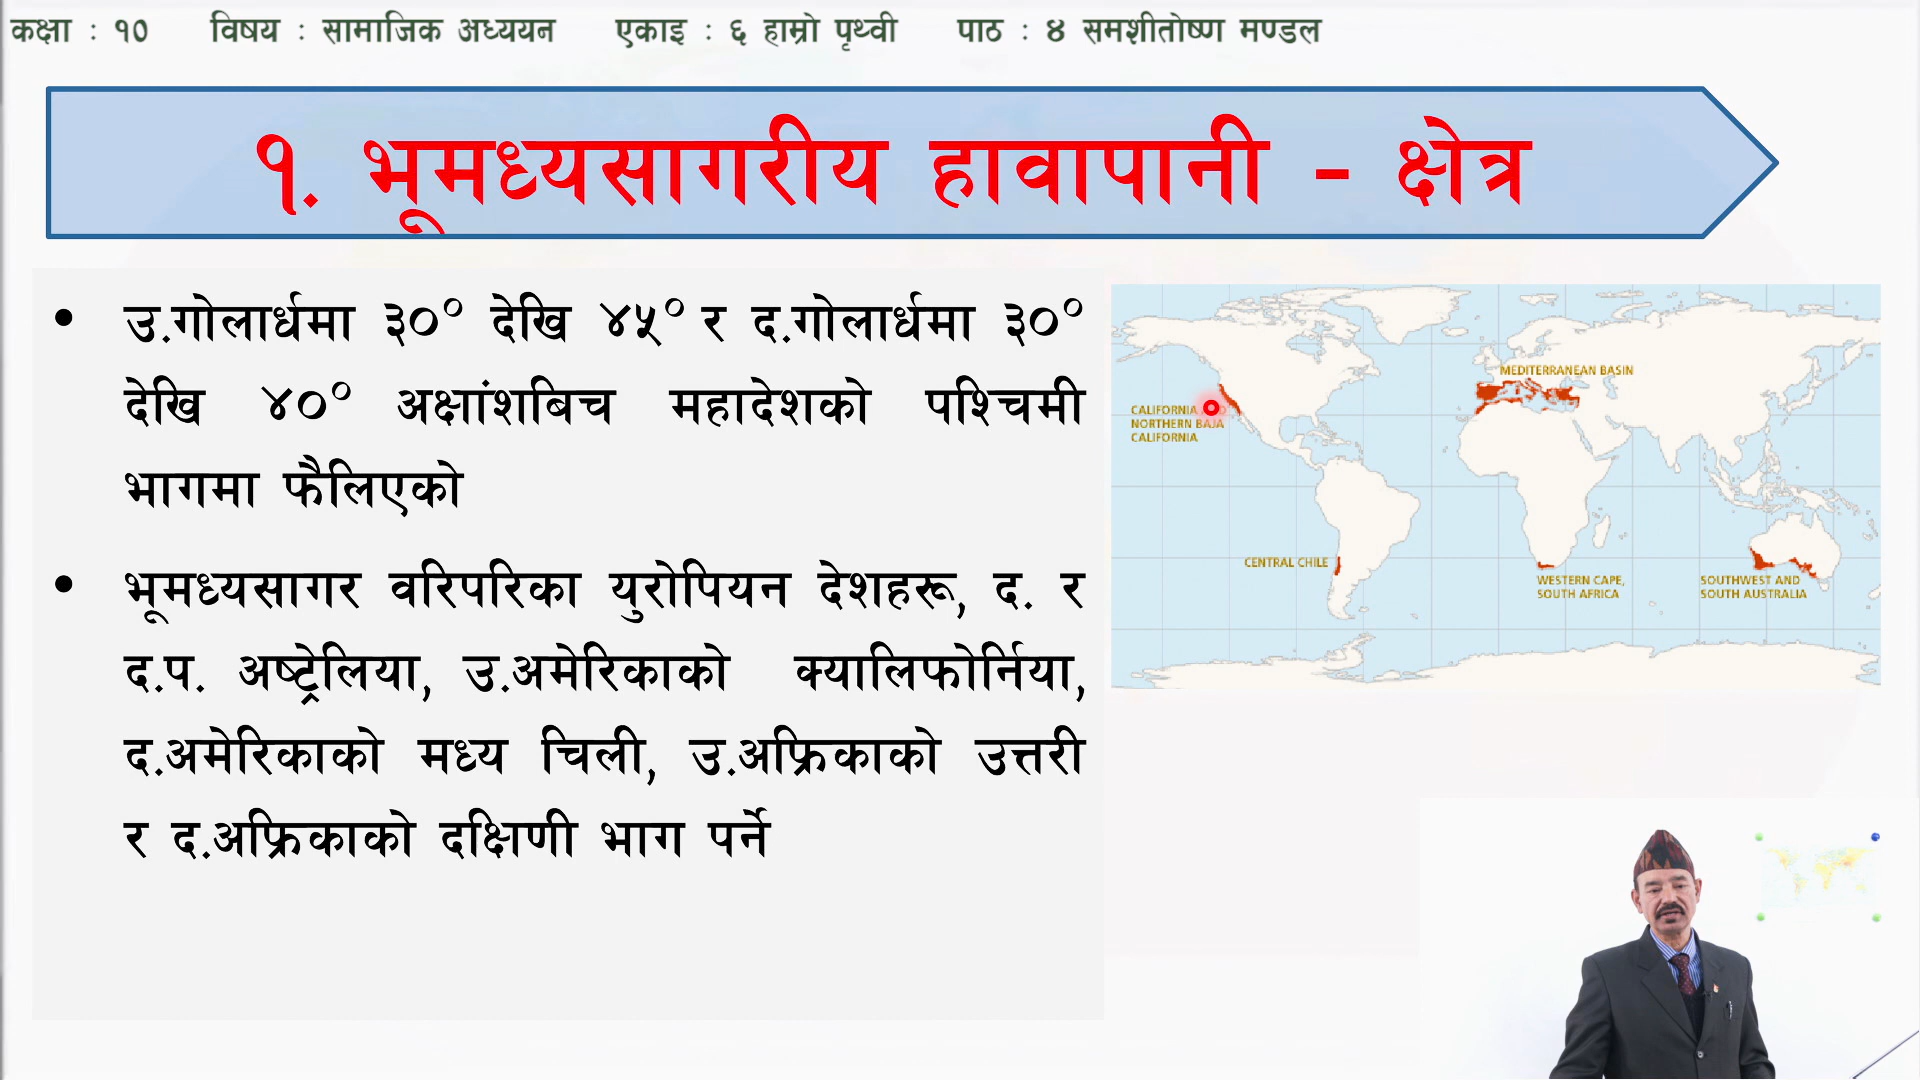 कक्षा : १० विषय : सामाजिक अध्ययन एकाइ : ६ हाम्रो पृथ्वी पाठ : ४ समशीतोष्ण मण्डल
१. भूमध्यसागरीय हावापानी - क्षेत्र
• उ.गोलार्धमा ३०° देखि ४५° र द.गोलार्धमा ३०°
देखि ४०° अक्षांशबिच महादेशको पश्चिमी
भागमा फैलिएको
• भूमध्यसागर वरिपरिका युरोपियन देशहरू, द. र
द.प. अष्ट्रेलिया, उ.अमेरिकाको क्यालिफोर्निया,
द.अमेरिकाको मध्य चिली, उ.अफ्रिकाको उत्तरी
र द.अफ्रिकाको दक्षिणी भाग पर्ने
MEDITERRANEAN BASIN
CALIFORNIA
NORTHERN BAJA
CALIFORNIA
CENTRAL CHILE
WESTERN CAPE,
SOUTH AFRICA
SOUTHWEST AND
SOUTH AUSTRALIA